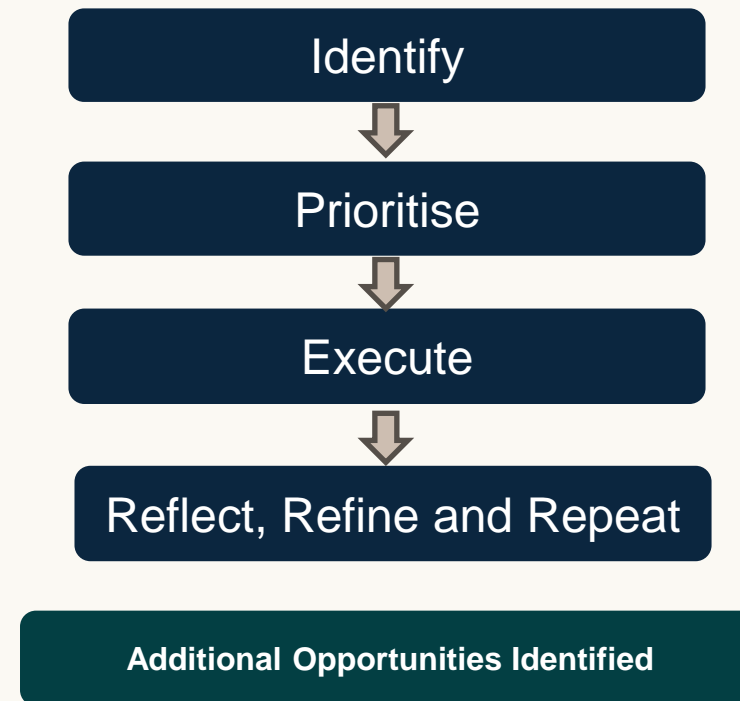 Identify
Prioritise
Execute
Reflect, Refine and Repeat
Additional Opportunities Identified